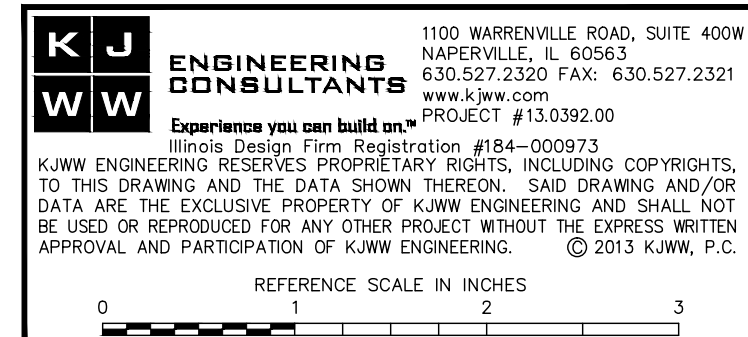 K J
W W
ENGINEERING
CONSULTANTS
Experience you can build on.™
1100 WARRENVILLE ROAD, SUITE 400W
NAPERVILLE, IL 60563
630.527.2320 FAX: 630.527.2321
www.kjww.com
PROJECT #13.0392.00
Illinois Design Firm Registration #184-000973
KJWW ENGINEERING RESERVES PROPRIETARY RIGHTS, INCLUDING COPYRIGHTS,
TO THIS DRAWING AND THE DATA SHOWN THEREON. SAID DRAWING AND/OR
DATA ARE THE EXCLUSIVE PROPERTY OF KJWW ENGINEERING AND SHALL NOT
BE USED OR REPRODUCED FOR ANY OTHER PROJECT WITHOUT THE EXPRESS WRITTEN
APPROVAL AND PARTICIPATION OF KJWW ENGINEERING. © 2013 KJWW, P.C.
REFERENCE SCALE IN INCHES
0 1 2 3